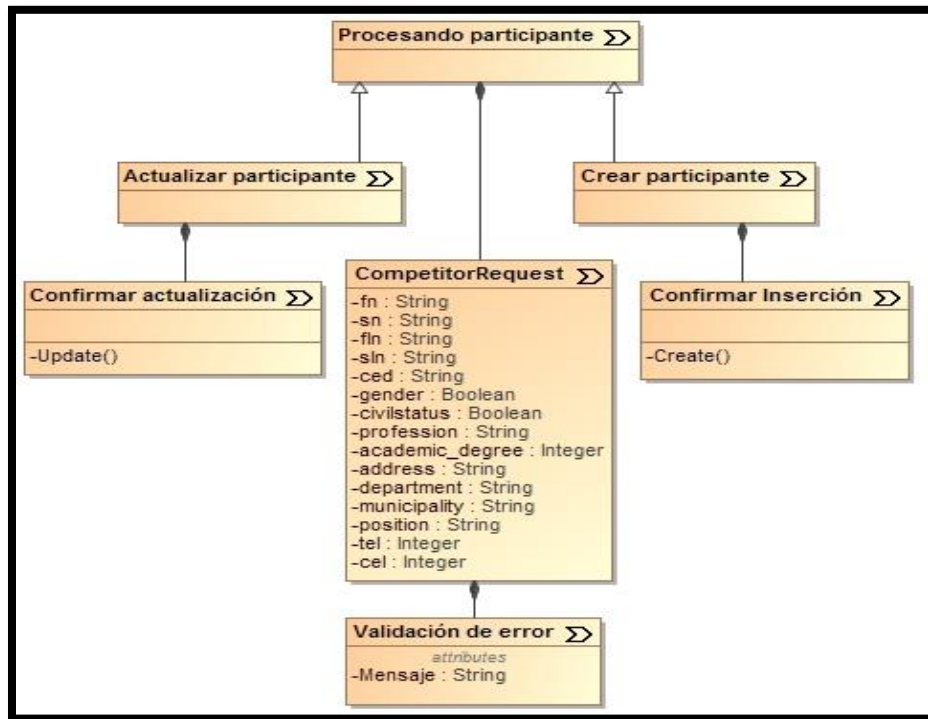 Procesando participante
Actualizar participante
Crear participante
Confirmar actualización
-Update()
CompetitorRequest
-fn : String
-sn : String
-fln : String
-sln : String
-ced : String
-gender : Boolean
-civilstatus : Boolean
-profession : String
-academic_degree : Integer
-address : String
-department : String
-municipality : String
-position : String
-tel : Integer
-cel : Integer
Confirmar Inserción
-Create()
Validación de error
attributes
-Mensaje : String